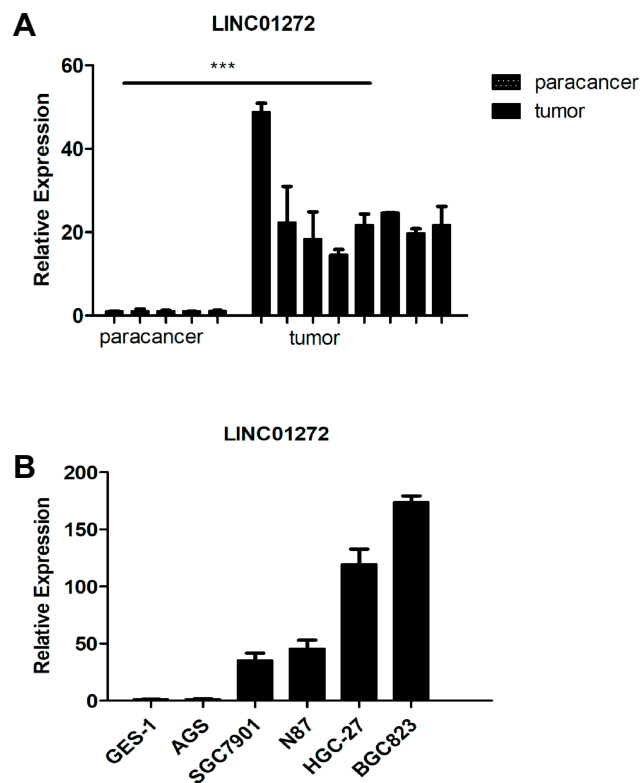 A
LINC01272
Relative Expression
60
40
20
0
***
paracancer
tumor
paracancer
tumor
B
LINC01272
Relative Expression
200
150
100
50
0
GES-1
AGS
SGC7901
N87
HGC-27
BGC823